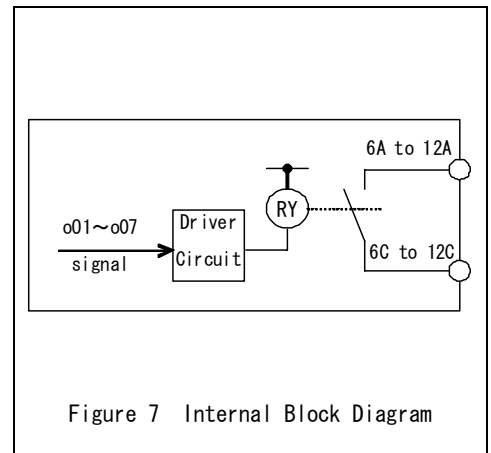 6A to 12A
RY
o01～o07
signal
Driver
Circuit
6C to 12C
Figure 7 Internal Block Diagram